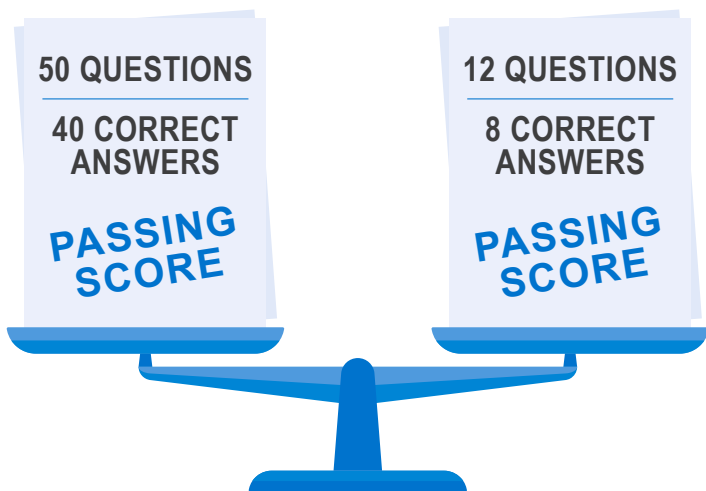 50 QUESTIONS
40 CORRECT
ANSWERS
PASSING
SCORE
12 QUESTIONS
8 CORRECT
ANSWERS
PASSING
SCORE